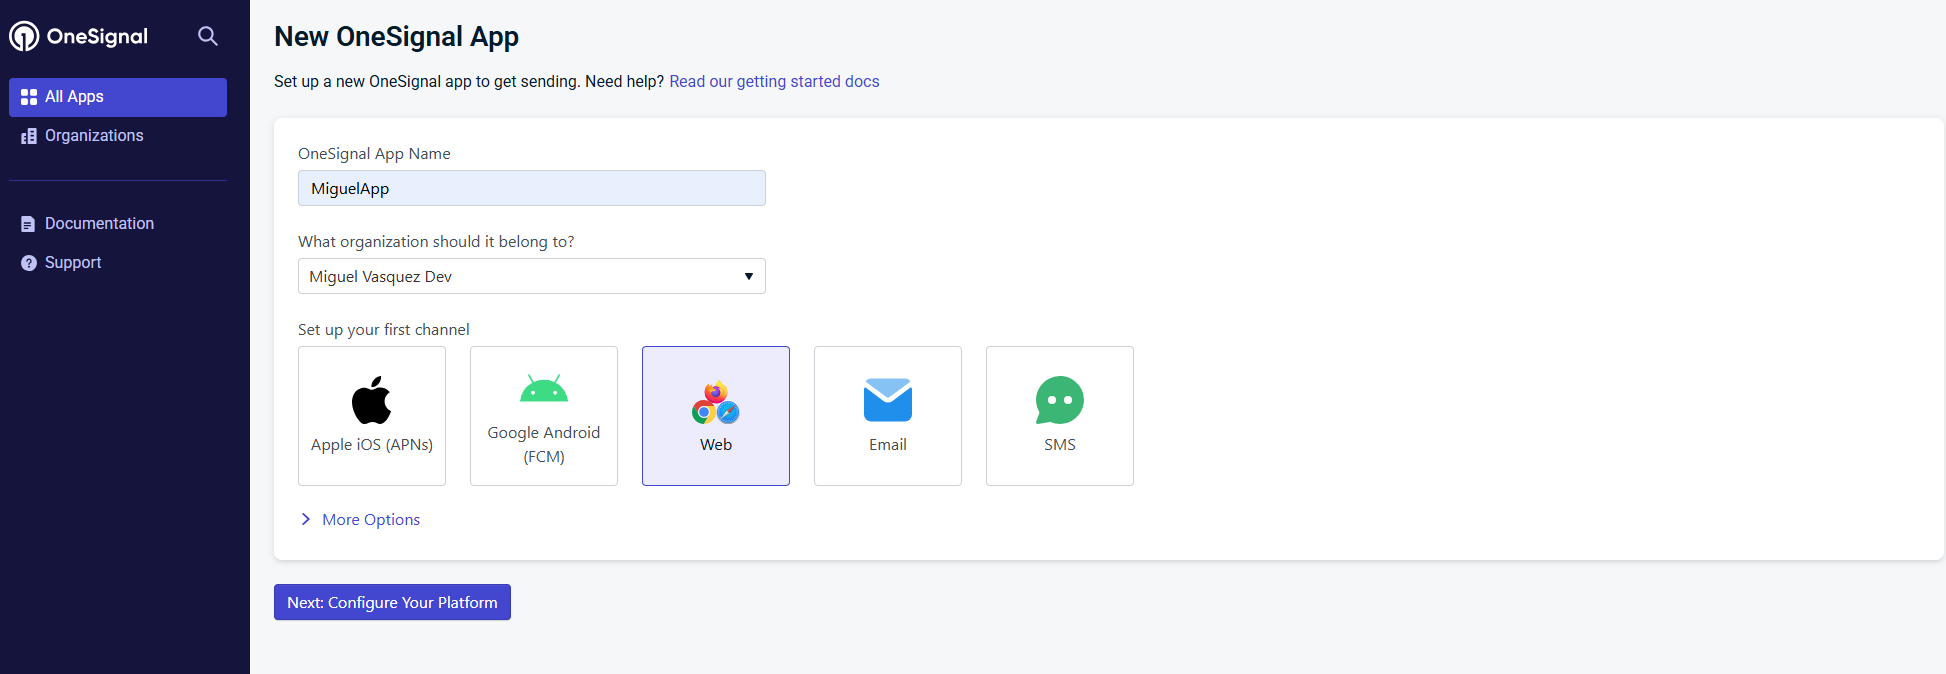 OneSignal
All Apps
Organizations
Documentation
Support
New OneSignal App
Set up a new OneSignal app to get sending. Need help? Read our getting started docs
OneSignal App Name
MiguelApp
What organization should it belong to?
Miguel Vasquez Dev
Set up your first channel
Apple iOS (APNs)
Google Android
(FCM)
Web
Email
SMS
More Options
Next: Configure Your Platform